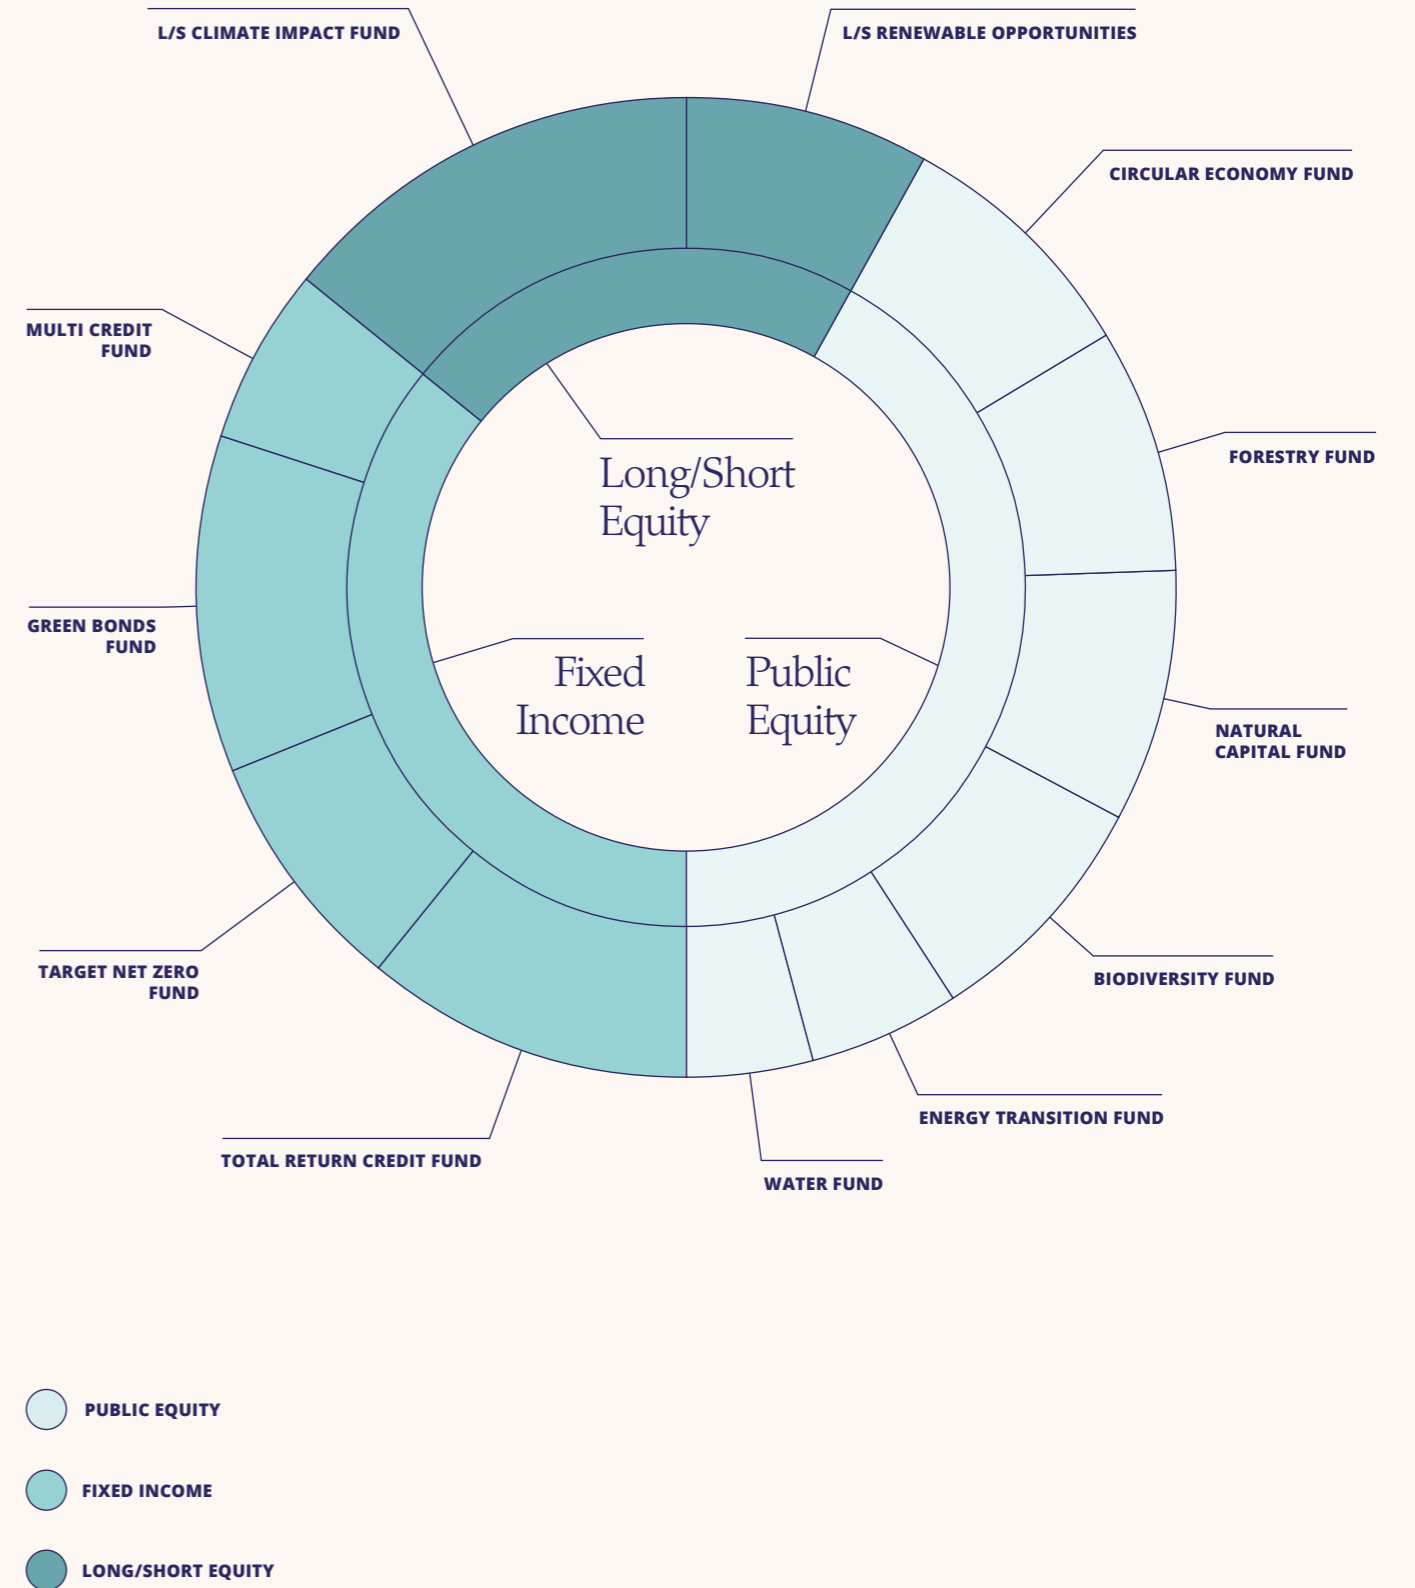 L/S CLIMATE IMPACT FUND
L/S RENEWABLE OPPORTUNITIES
CIRCULAR ECONOMY FUND
MULTI CREDIT
FUND
FORESTRY FUND
Long/Short
Equity
GREEN BONDS
FUND
Fixed
Income
Public
Equity
NATURAL
CAPITAL FUND
TARGET NET ZERO
FUND
BIODIVERSITY FUND
ENERGY TRANSITION FUND
TOTAL RETURN CREDIT FUND
WATER FUND
PUBLIC EQUITY
FIXED INCOME
LONG/SHORT EQUITY